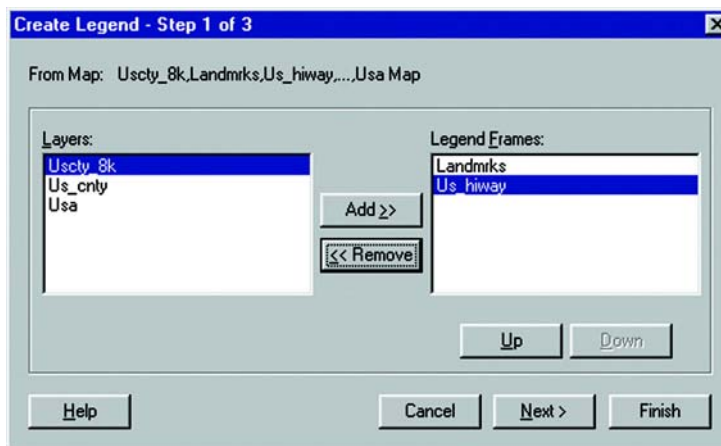 Create Legend - Step 1 of 3
From Map: Uscty_8k,Landmrks,Us_hiway,...,Usa Map
Layers:
Uscty_8k
Us_cnty
Usa
Add >>
<< Remove
Legend Frames:
Landmrks
Us_hiway
Up
Down
Help
Cancel
Next >
Finish